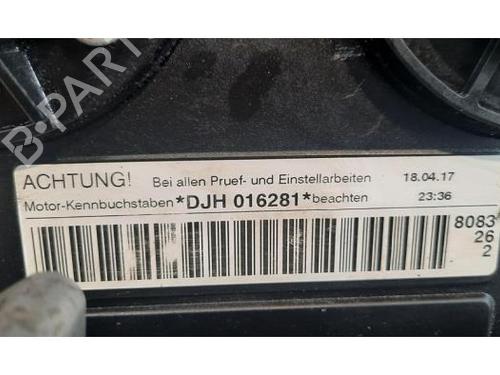 B-PARTS
ACHTUNG! Bei allen Pruef- und Einstellarbeiten 18.04.17
Motor-Kennbuchstaben *DJH 016281* beachten 23:36
8083
26
2